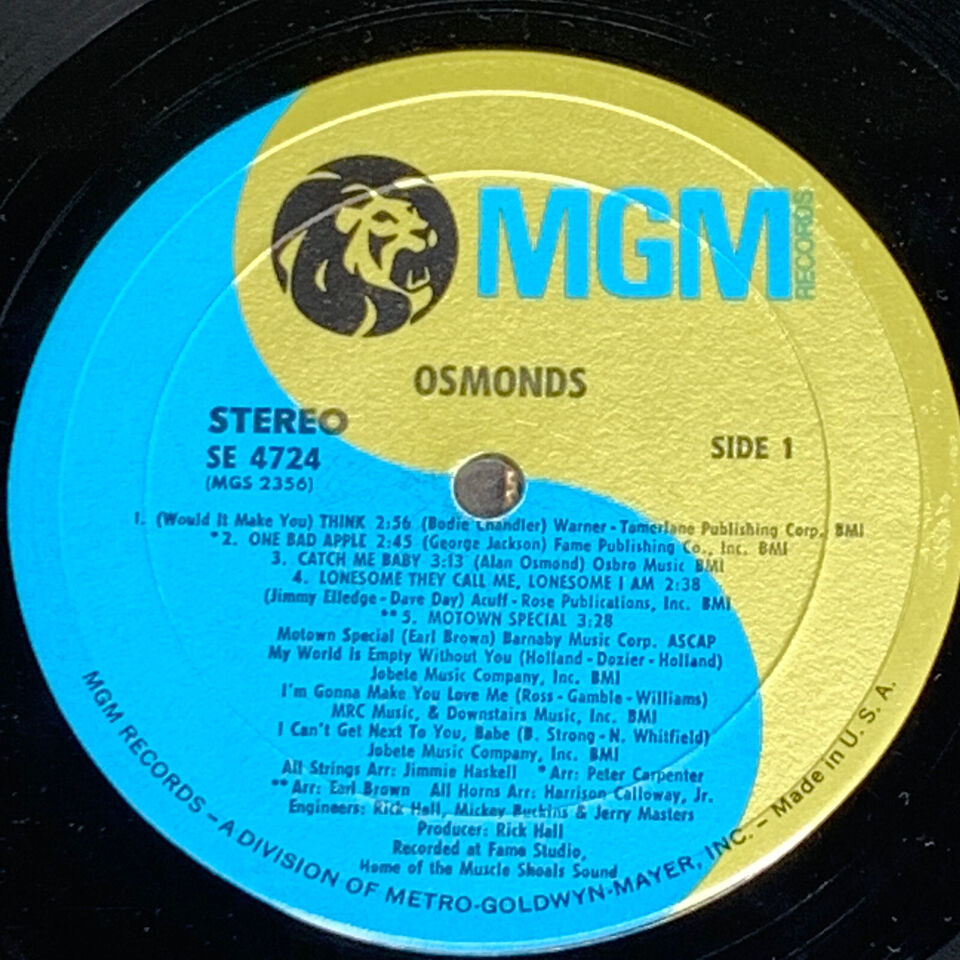 MGM RECORDS
OSMONDS
STEREO
SE 4724
(MGS 2356)
SIDE 1
1. (Would It Make You) THINK 2:56 (Bodie Chandler) Warner - Tamerlane Publishing Corp. BMI
*2. ONE BAD APPLE 2:45 (George Jackson) Fame Publishing Co., Inc. BMI
3. CATCH ME BABY 3:13 (Alan Osmond) Osbro Music BMI
4. LONESOME THEY CALL ME, LONESOME I AM 2:38
(Jimmy Elledge - Dave Day) Acuff - Rose Publications, Inc. BMI
**5. MOTOWN SPECIAL 3:28
Motown Special (Earl Brown) Barnaby Music Corp. ASCAP
My World Is Empty Without You (Holland - Dozier - Holland)
Jobete Music Company, Inc. BMI
I'm Gonna Make You Love Me (Ross - Gamble - Williams)
MRC Music, & Downstairs Music, Inc. BMI
I Can't Get Next To You, Babe (B. Strong - N. Whitfield)
Jobete Music Company, Inc. BMI
All Strings Arr: Jimmie Haskell *Arr: Peter Carpenter
**Arr: Earl Brown All Horns Arr: Harrison Calloway, Jr.
Engineers: Rick Hall, Mickey Buckins & Jerry Masters
Producer: Rick Hall
Recorded at Fame Studio,
Home of the Muscle Shoals Sound
MGM RECORDS – A DIVISION OF METRO-GOLDWYN-MAYER, INC. – Made in U. S. A.